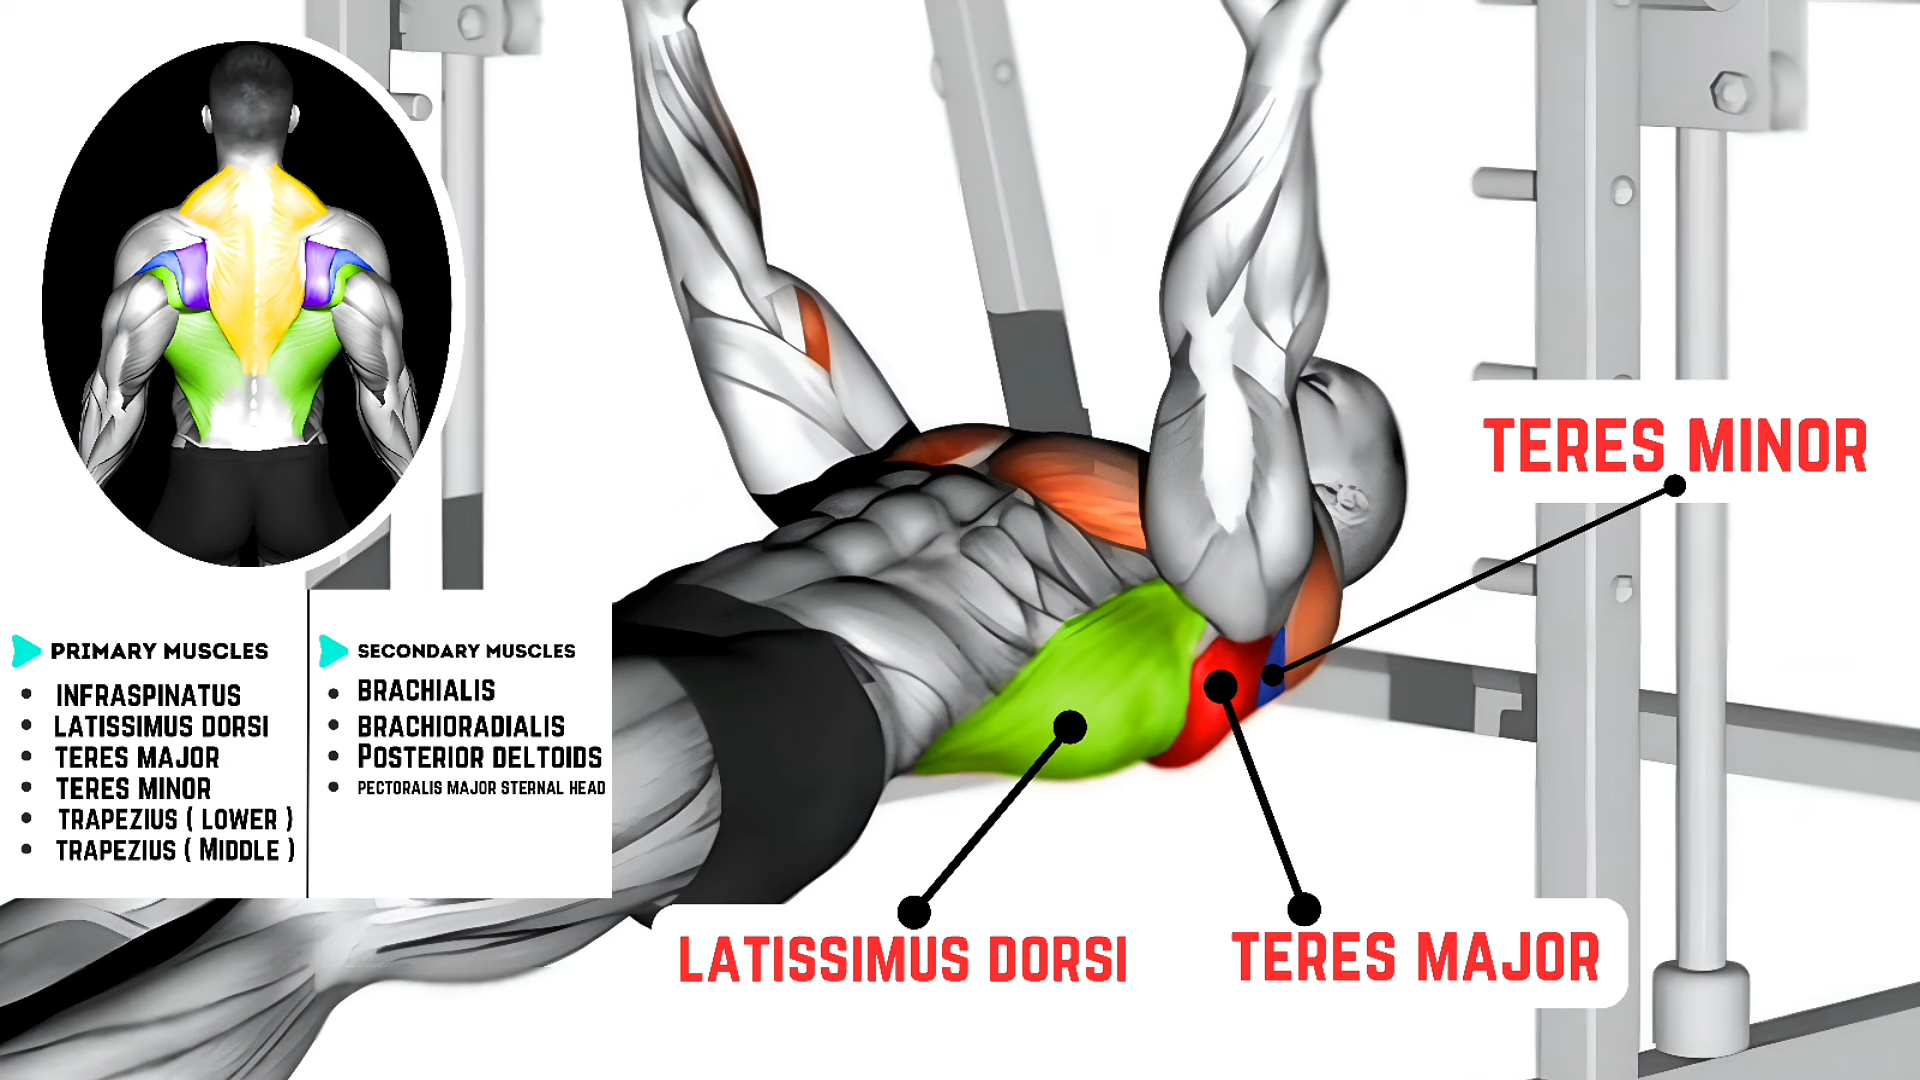 PRIMARY MUSCLES
INFRASPINATUS
LATISSIMUS DORSI
TERES MAJOR
TERES MINOR
TRAPEZIUS ( LOWER )
TRAPEZIUS ( MIDDLE )
SECONDARY MUSCLES
BRACHIALIS
BRACHIORADIALIS
POSTERIOR DELTOIDS
PECTORALIS MAJOR STERNAL HEAD
TERES MINOR
LATISSIMUS DORSI
TERES MAJOR